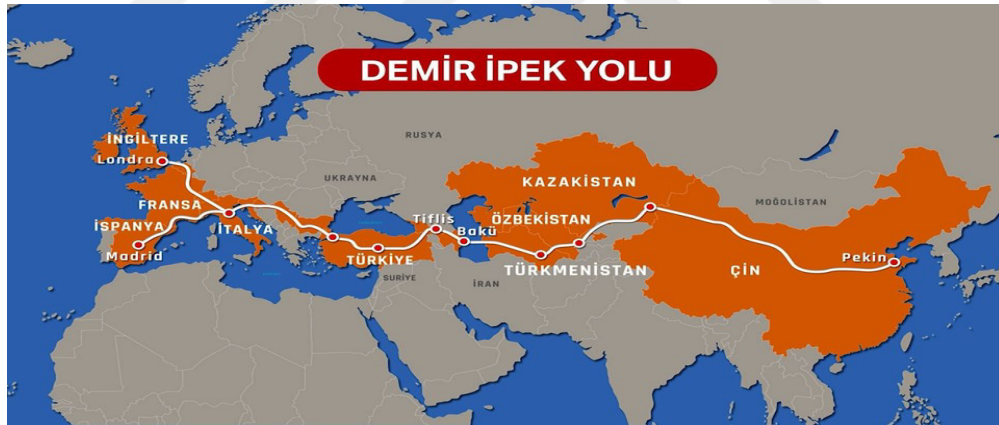 DEMİR İPEK YOLU
RUSYA
İNGİLTERE
Londra
UKRAYNA
KAZAKİSTAN
MOĞOLİSTAN
FRANSA
İSPANYA
İTALYA
Madrid
Tiflis
Bakü
ÖZBEKİSTAN
TÜRKİYE
TÜRKMENİSTAN
ÇİN
Pekin
SURİYE
İRAN